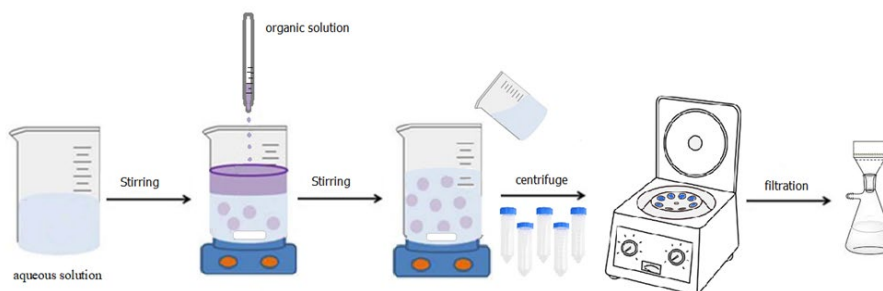 organic solution
Stirring
Stirring
centrifuge
filtration
aqueous solution